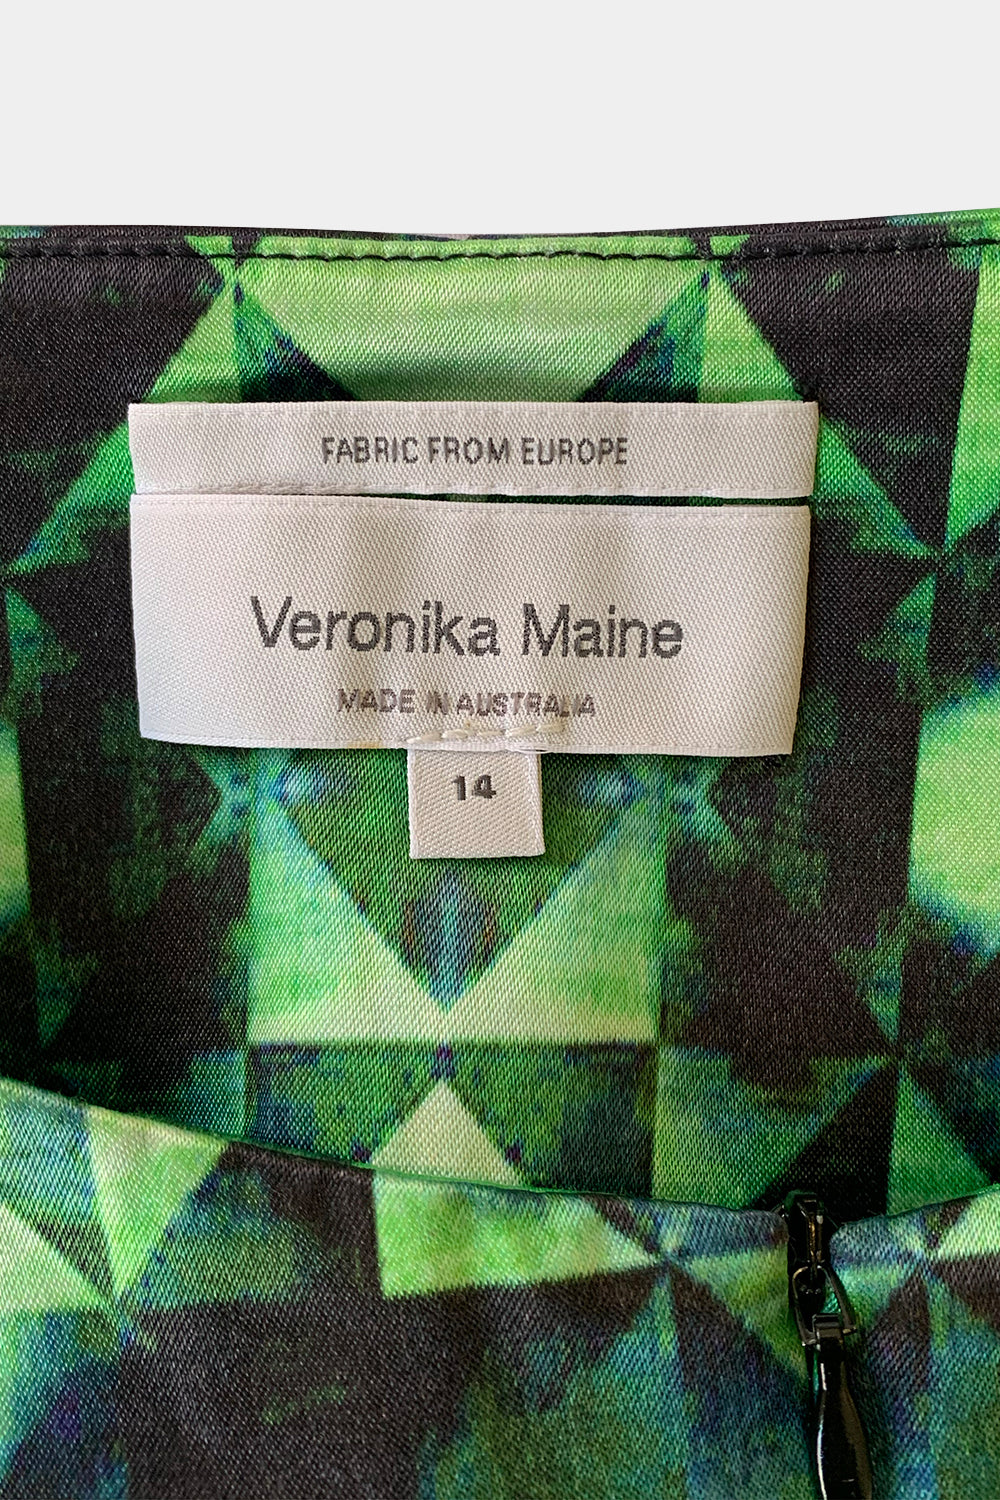 FABRIC FROM EUROPE
Veronika Maine
MADE IN AUSTRALIA
14